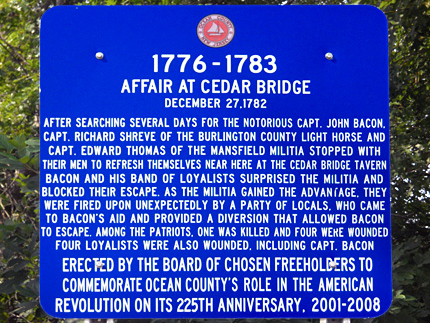 1776-1783
AFFAIR AT CEDAR BRIDGE
DECEMBER 27,1782
AFTER SEARCHING SEVERAL DAYS FOR THE NOTORIOUS CAPT. JOHN BACON,
CAPT. RICHARD SHREVE OF THE BURLINGTON COUNTY LIGHT HORSE AND
CAPT. EDWARD THOMAS OF THE MANSFIELD MILITIA STOPPED WITH
THEIR MEN TO REFRESH THEMSELVES NEAR HERE AT THE CEDAR BRIDGE TAVERN
BACON AND HIS BAND OF LOYALISTS SURPRISED THE MILITIA AND
BLOCKED THEIR ESCAPE. AS THE MILITIA GAINED THE ADVANTAGE, THEY
WERE FIRED UPON UNEXPECTEDLY BY A PARTY OF LOCALS, WHO CAME
TO BACON'S AID AND PROVIDED A DIVERSION THAT ALLOWED BACON
TO ESCAPE. AMONG THE PATRIOTS, ONE WAS KILLED AND FOUR WERE WOUNDED
FOUR LOYALISTS WERE ALSO WOUNDED, INCLUDING CAPT. BACON
ERECTED BY THE BOARD OF CHOSEN FREEHOLDERS TO
COMMEMORATE OCEAN COUNTY'S ROLE IN THE AMERICAN
REVOLUTION ON ITS 225TH ANNIVERSARY, 2001-2008